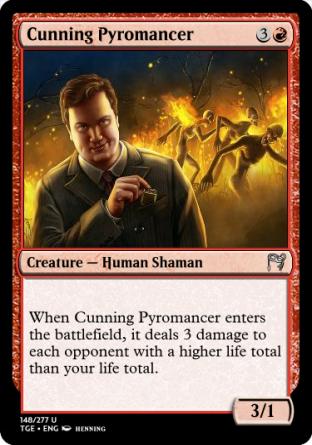 Cunning Pyromancer 3
Creature — Human Shaman
When Cunning Pyromancer enters
the battlefield, it deals 3 damage to
each opponent with a higher life total
than your life total.
3/1
148/277 U
TGE • ENG HENNING